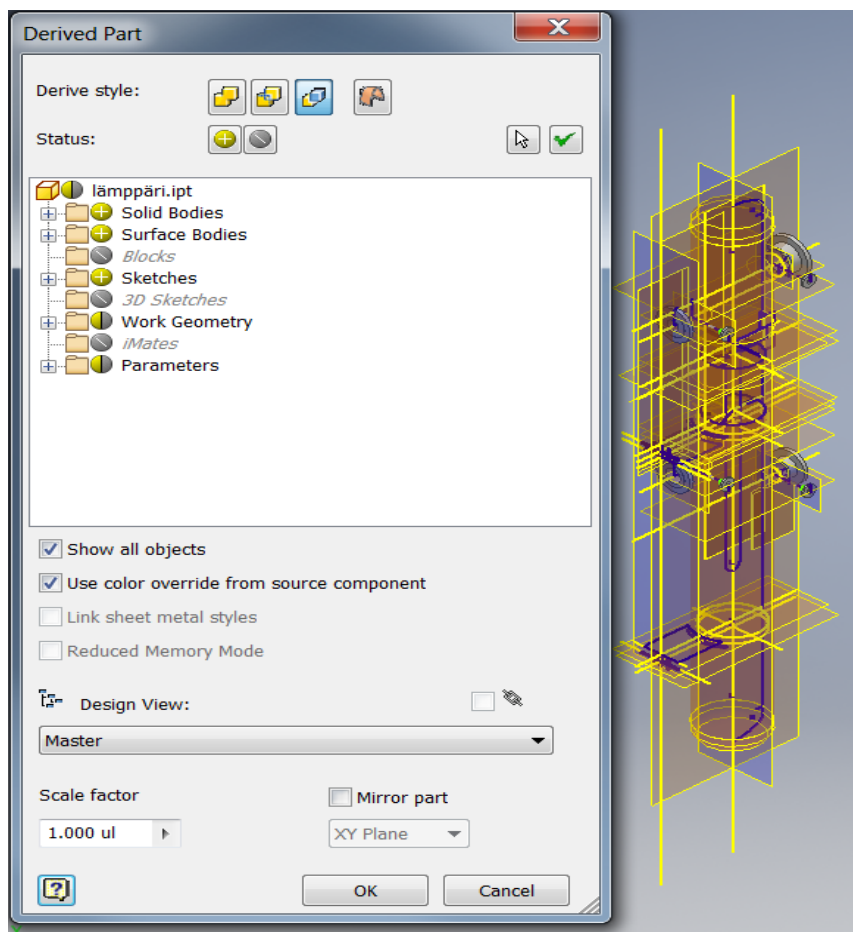 Derived Part
Derive style:
Status:
lämppäri.ipt
Solid Bodies
Surface Bodies
Blocks
Sketches
3D Sketches
Work Geometry
iMates
Parameters
Show all objects
Use color override from source component
Link sheet metal styles
Reduced Memory Mode
Design View:
Master
Scale factor
Mirror part
1.000 ul
XY Plane
OK
Cancel